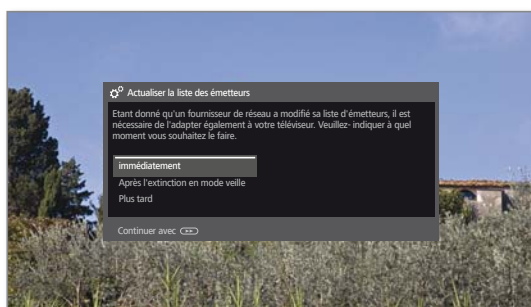 Actualiser la liste des émetteurs
Etant donné qu'un fournisseur de réseau a modifié sa liste d'émetteurs, il est
nécessaire de l'adapter également à votre téléviseur. Veuillez- indiquer à quel
moment vous souhaitez le faire.
immédiatement
Après l'extinction en mode veille
Plus tard
Continuer avec